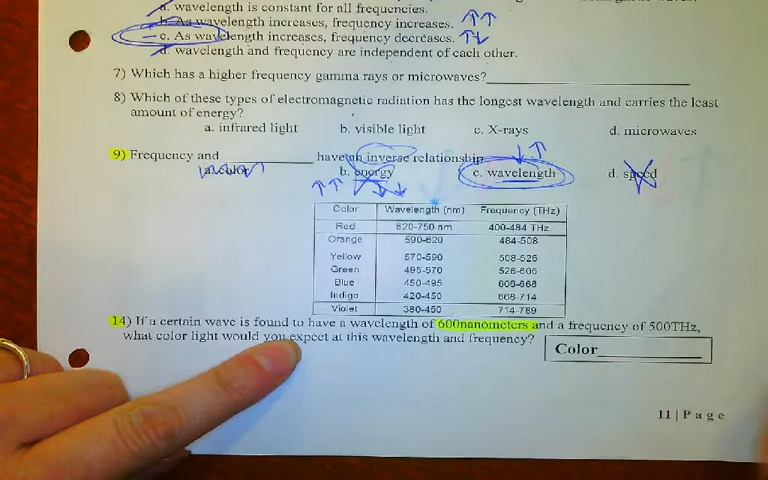 a. wavelength is constant for all frequencies.
b. As wavelength increases, frequency increases. ↑↑
c. As wavelength increases, frequency decreases. ↑↓
d. wavelength and frequency are independent of each other.
7) Which has a higher frequency gamma rays or microwaves?____________________
8) Which of these types of electromagnetic radiation has the longest wavelength and carries the least
amount of energy?
a. infrared light b. visible light c. X-rays d. microwaves
9) Frequency and ____________ have an inverse relationship.
a. color b. energy c. wavelength d. speed
Color Wavelength (nm) Frequency (THz)
Red 620-750 nm 400-484 THz
Orange 590-620 484-508
Yellow 570-590 508-526
Green 495-570 526-606
Blue 450-495 606-668
Indigo 420-450 668-714
Violet 380-450 714-789
14) If a certain wave is found to have a wavelength of 600nanometers and a frequency of 500THz,
what color light would you expect at this wavelength and frequency?
Color____________
11 | P a g e